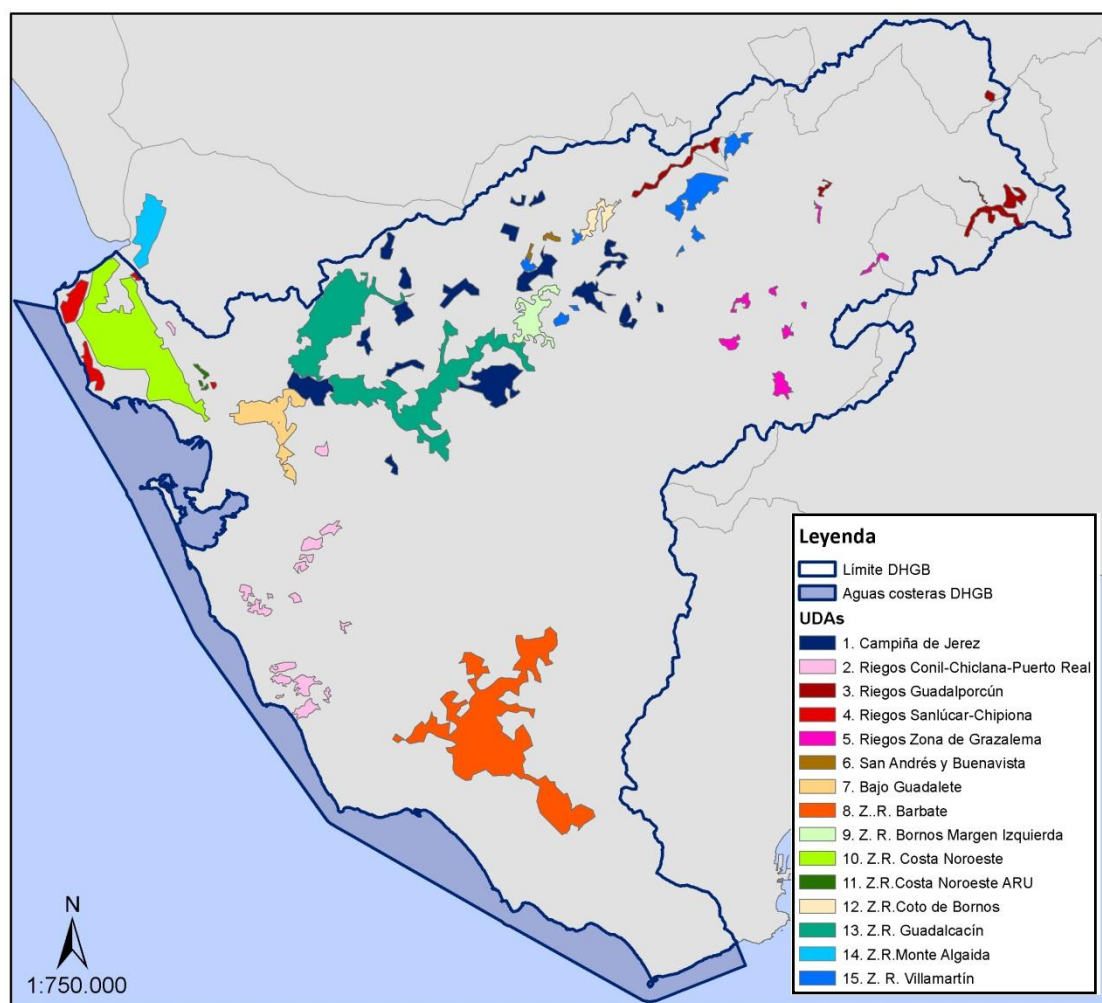 Leyenda
Límite DHGB
Aguas costeras DHGB
UDAs
1. Campiña de Jerez
2. Riegos Conil-Chiclana-Puerto Real
3. Riegos Guadalporcún
4. Riegos Sanlúcar-Chipiona
5. Riegos Zona de Grazalema
6. San Andrés y Buenavista
7. Bajo Guadalete
8. Z..R. Barbate
9. Z. R. Bornos Margen Izquierda
10. Z.R. Costa Noroeste
11. Z.R.Costa Noroeste ARU
12. Z.R.Coto de Bornos
13. Z.R. Guadalcacín
14. Z.R.Monte Algaida
15. Z. R. Villamartín
N
1:750.000